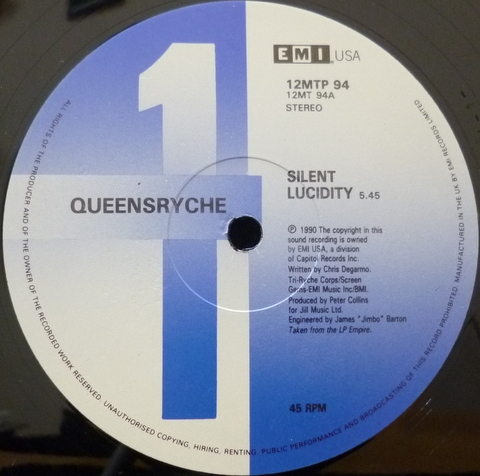 1
EMI USA
12MTP 94
12MT 94A
STEREO
QUEENSRYCHE
SILENT
LUCIDITY 5.45
Ⓟ 1990 The copyright in this
sound recording is owned
by EMI USA, a division
of Capitol Records Inc.
Written by Chris Degarmo.
Tri-Ryche Corps/Screen
Gems-EMI Music Inc/BMI.
Produced by Peter Collins
for Jill Music Ltd.
Engineered by James "Jimbo" Barton
Taken from the LP Empire.
45 RPM
ALL RIGHTS OF THE PRODUCER AND OF THE OWNER OF THE RECORDED WORK RESERVED. UNAUTHORISED COPYING, HIRING, RENTING, PUBLIC PERFORMANCE AND BROADCASTING OF THIS RECORD PROHIBITED. MANUFACTURED IN THE UK BY EMI RECORDS LIMITED